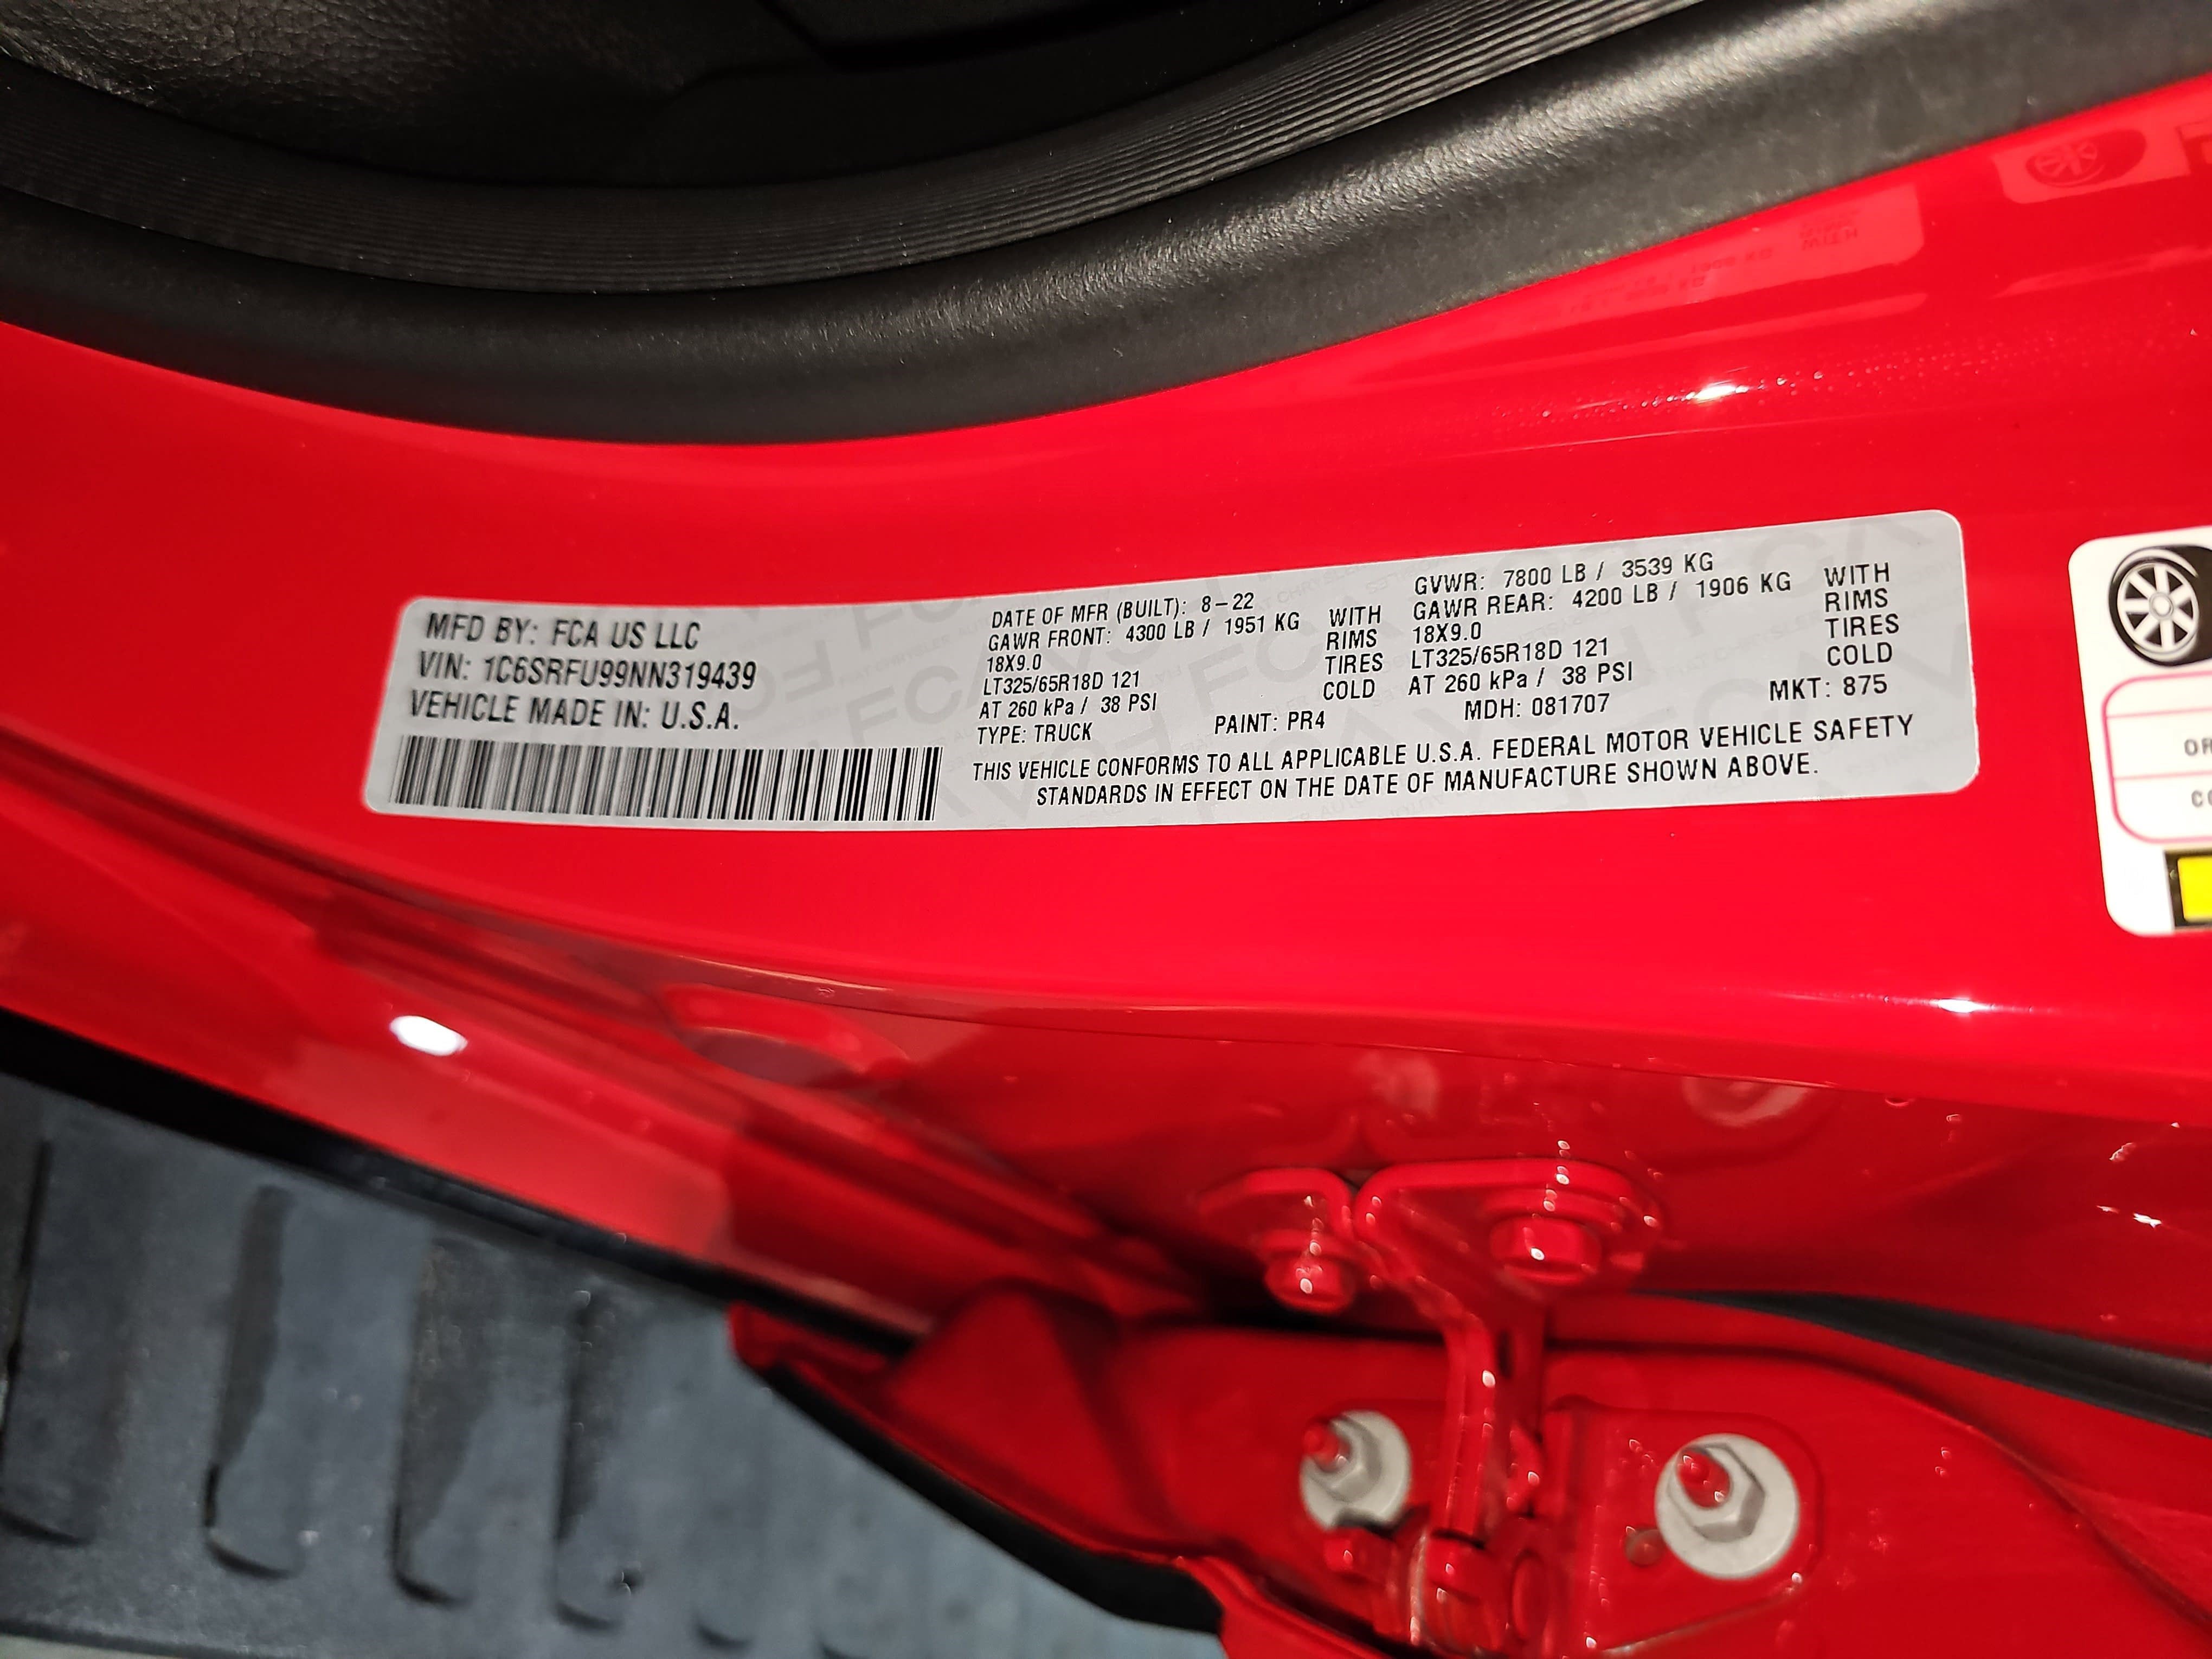 MFD BY: FCA US LLC
VIN: 1C6SRFU99NN319439
VEHICLE MADE IN: U.S.A.
DATE OF MFR (BUILT): 8-22
GAWR FRONT: 4300 LB / 1951 KG WITH
18X9.0 RIMS
LT325/65R18D 121 TIRES
AT 260 kPa / 38 PSI COLD
GVWR: 7800 LB / 3539 KG
GAWR REAR: 4200 LB / 1906 KG WITH
18X9.0 RIMS
LT325/65R18D 121 TIRES
AT 260 kPa / 38 PSI COLD
TYPE: TRUCK PAINT: PR4 MDH: 081707 MKT: 875
THIS VEHICLE CONFORMS TO ALL APPLICABLE U.S.A. FEDERAL MOTOR VEHICLE SAFETY
STANDARDS IN EFFECT ON THE DATE OF MANUFACTURE SHOWN ABOVE.